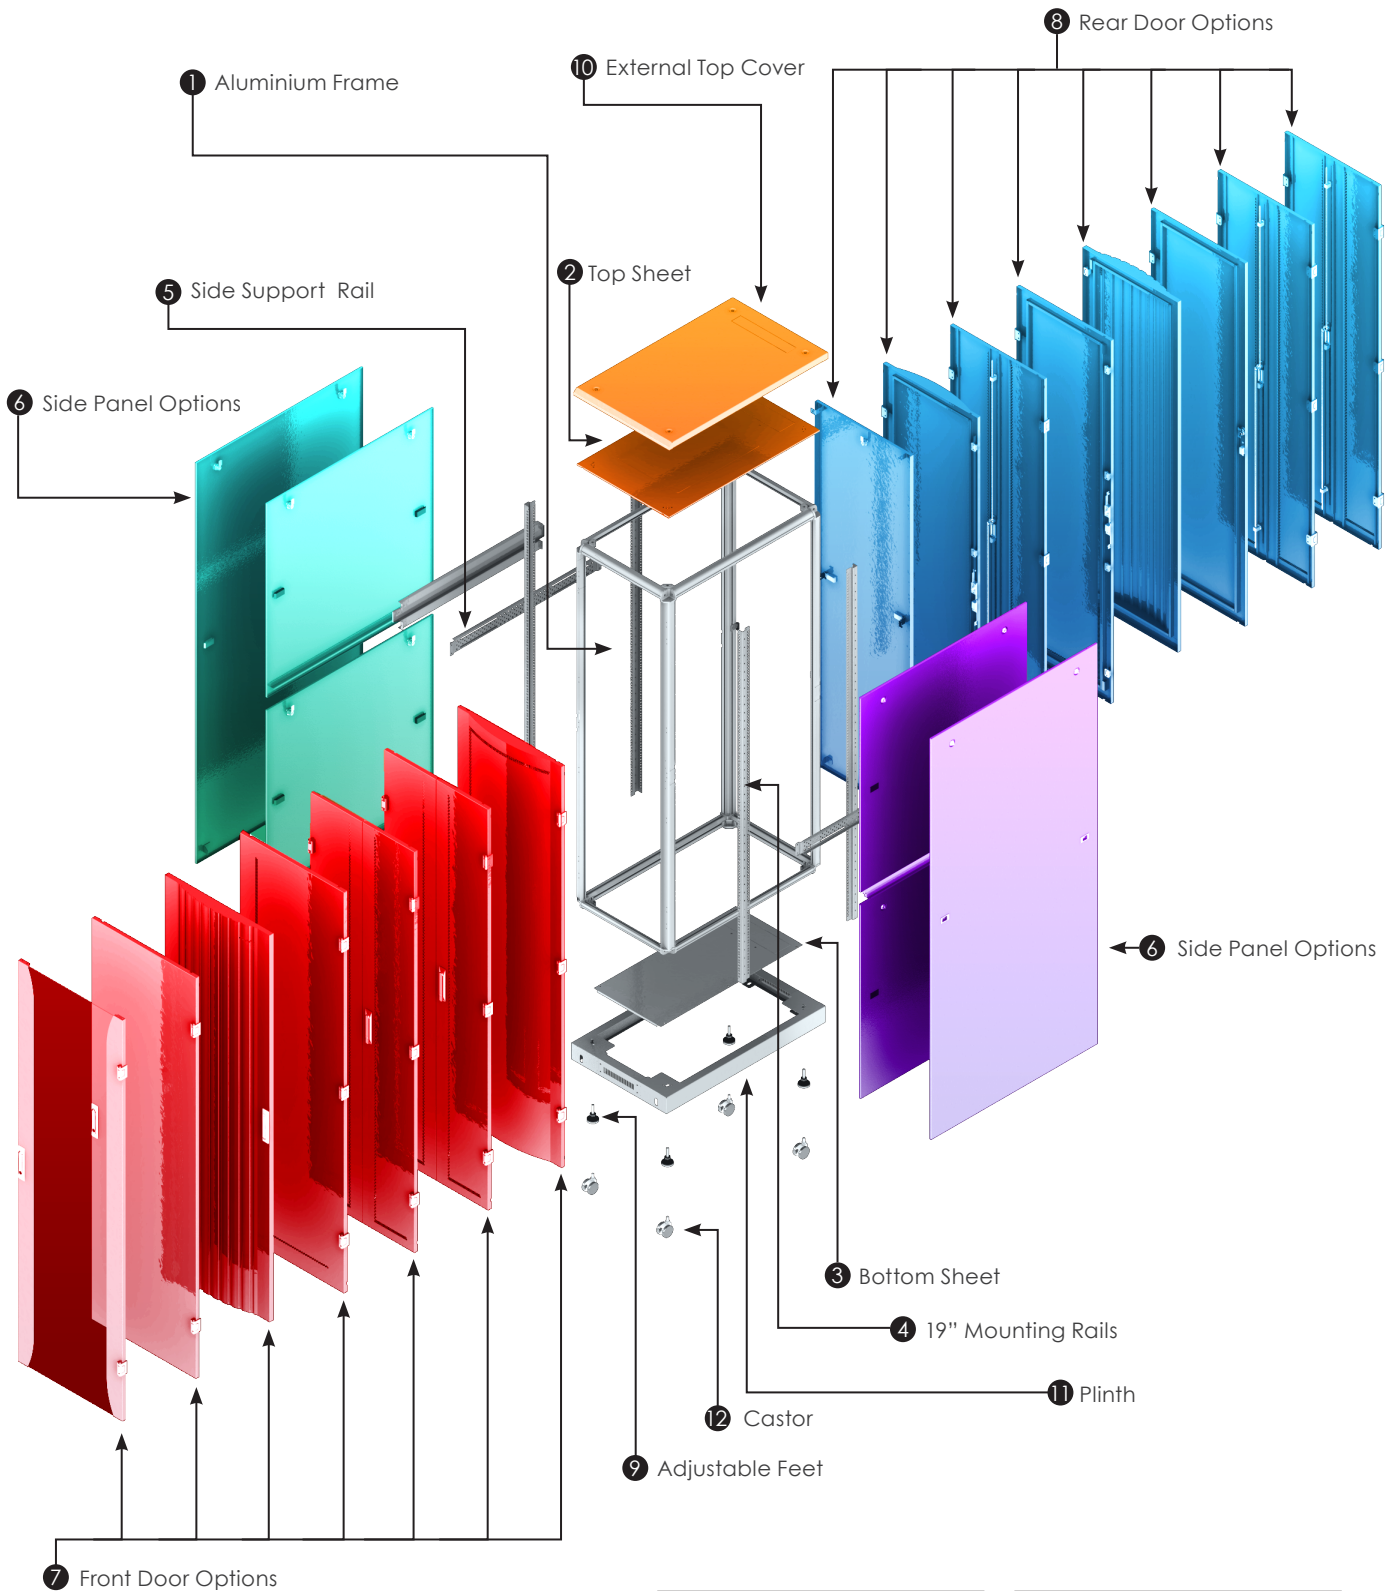 8 Rear Door Options
10 External Top Cover
1 Aluminium Frame
2 Top Sheet
5 Side Support Rail
6 Side Panel Options
6 Side Panel Options
3 Bottom Sheet
4 19” Mounting Rails
11 Plinth
12 Castor
9 Adjustable Feet
7 Front Door Options